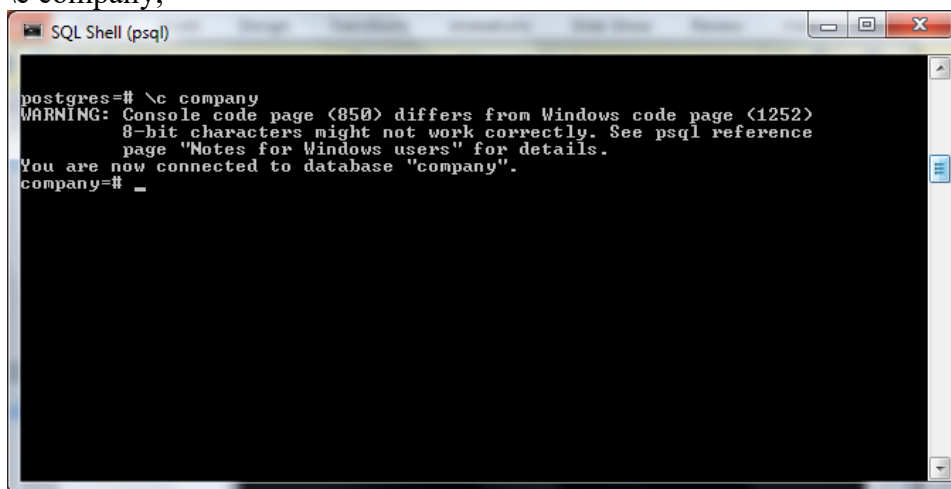 \c company;
SQL Shell (psql)
postgres=# \c company
WARNING: Console code page (850) differs from Windows code page (1252)
8-bit characters might not work correctly. See psql reference
page "Notes for Windows users" for details.
You are now connected to database "company".
company=# _